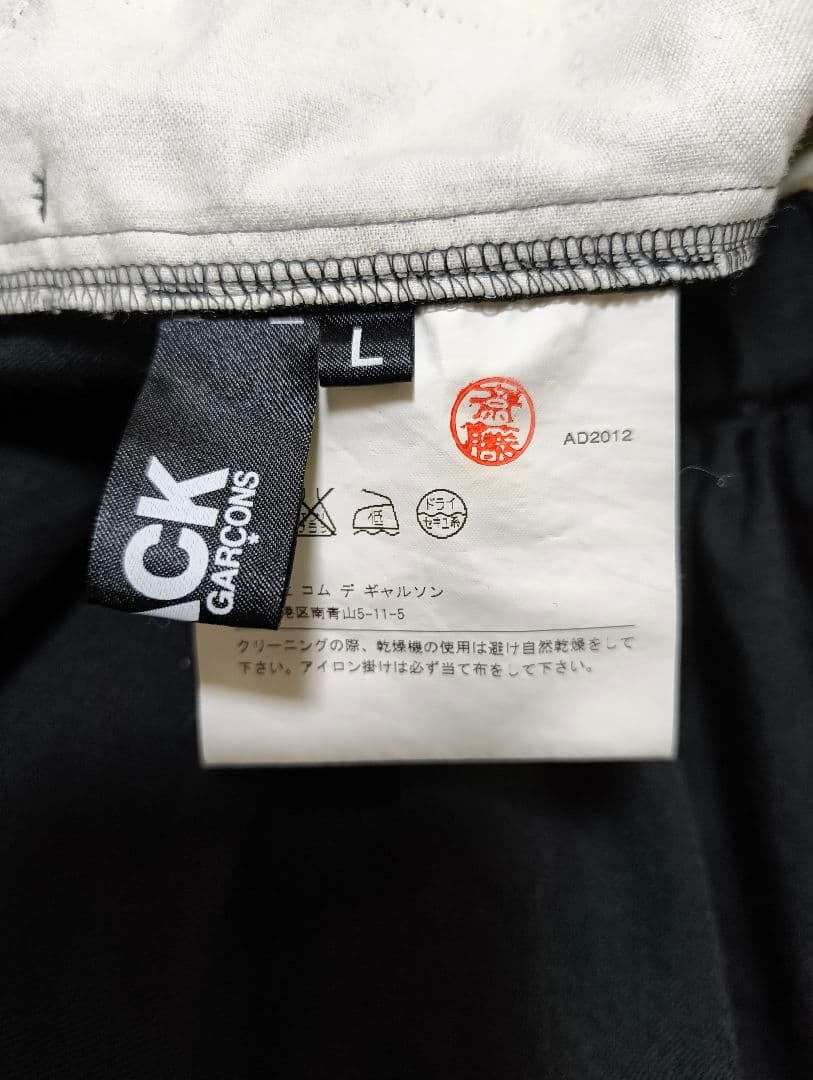 L
ACK
GARÇONS
斎藤
AD2012
低
ドライ
セキユ系
コム デ ギャルソン
港区南青山5-11-5
クリーニングの際、乾燥機の使用は避け自然乾燥をして
下さい。アイロン掛けは必ず当て布をして下さい。